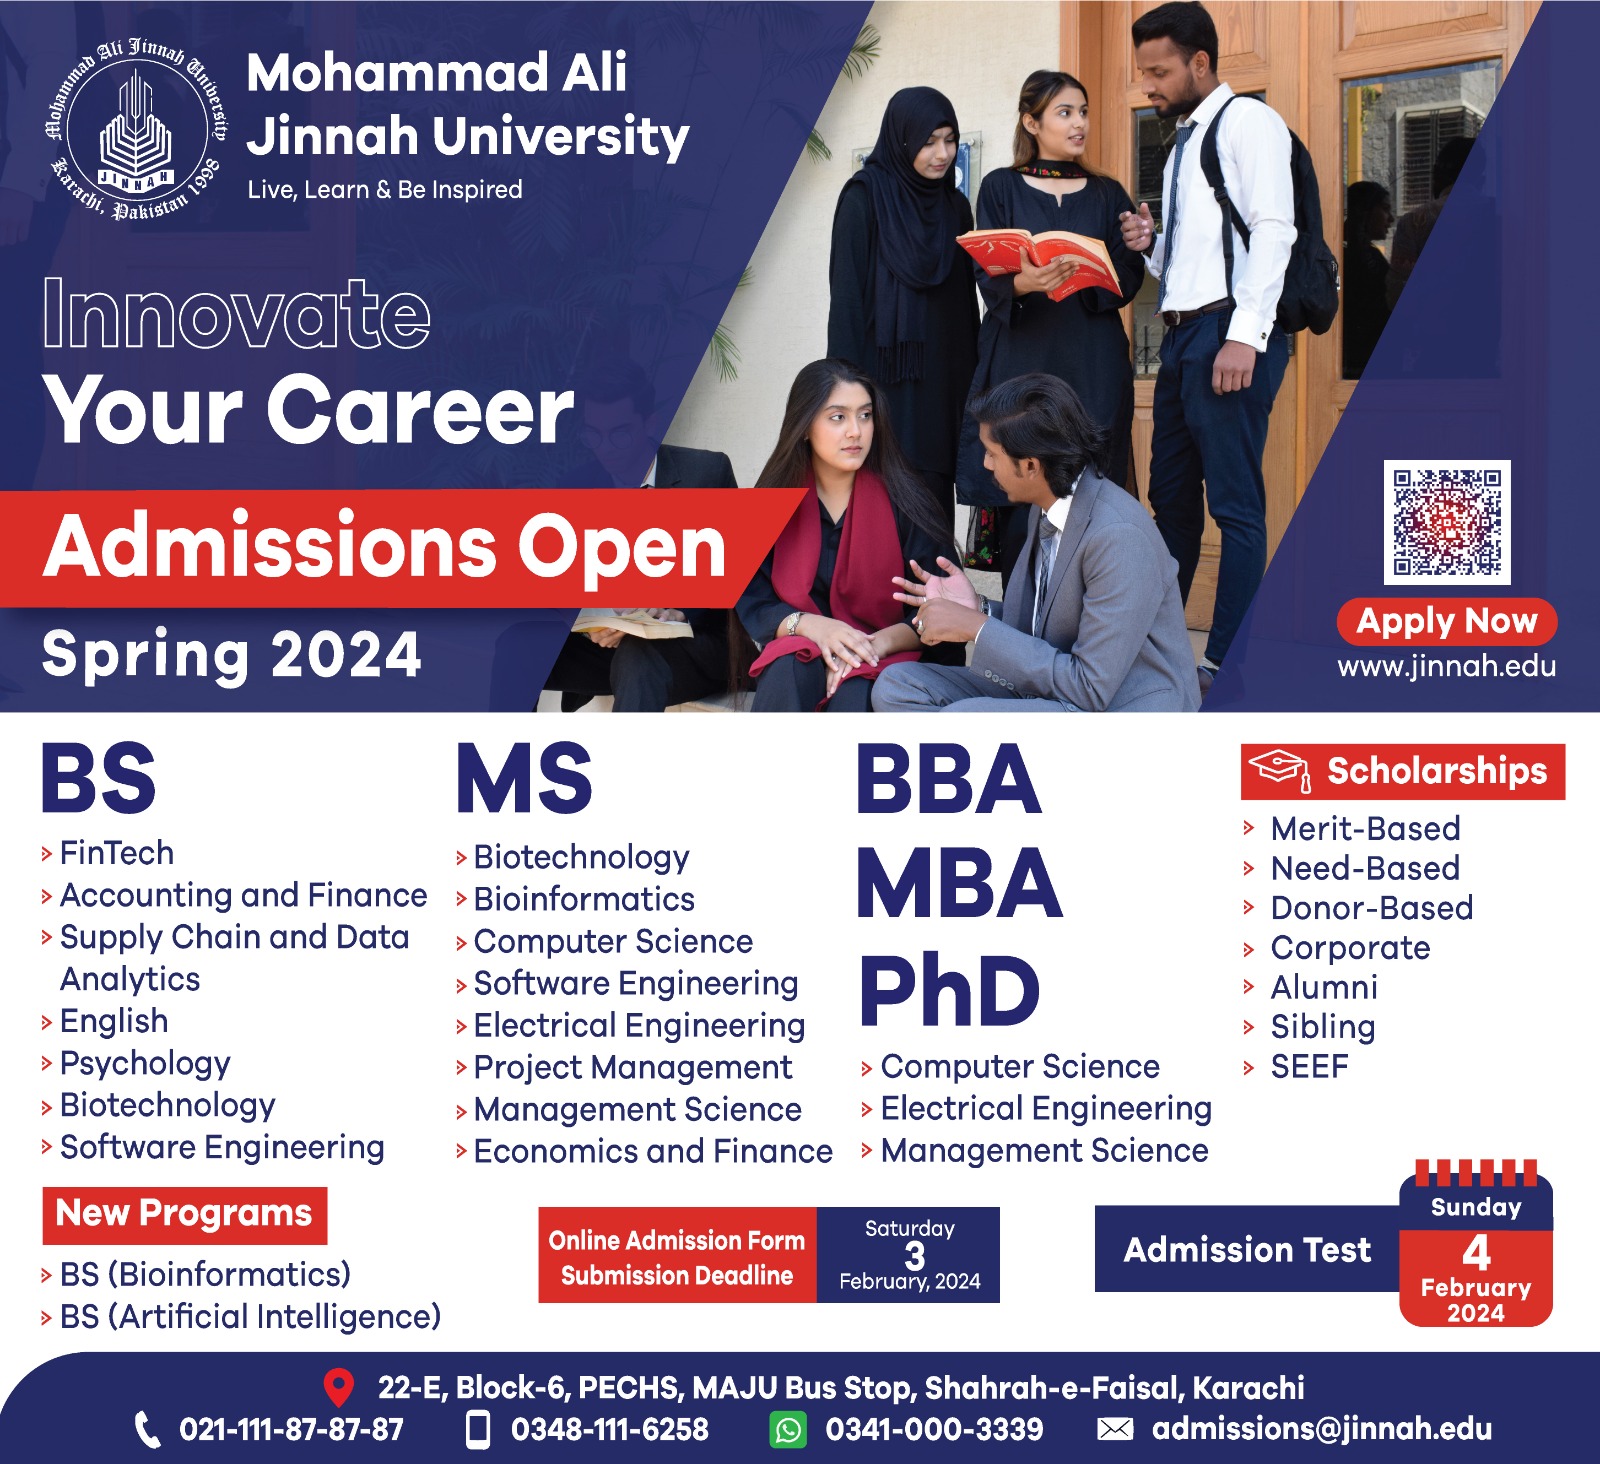 Mohammad Ali Jinnah University
Karachi, Pakistan 1998
JINNAH
Mohammad Ali
Jinnah University
Live, Learn & Be Inspired
Innovate
Your Career
Admissions Open
Spring 2024
Apply Now
www.jinnah.edu
BS
FinTech
Accounting and Finance
Supply Chain and Data
Analytics
English
Psychology
Biotechnology
Software Engineering
New Programs
BS (Bioinformatics)
BS (Artificial Intelligence)
MS
Biotechnology
Bioinformatics
Computer Science
Software Engineering
Electrical Engineering
Project Management
Management Science
Economics and Finance
BBA
MBA
PhD
Computer Science
Electrical Engineering
Management Science
Scholarships
Merit-Based
Need-Based
Donor-Based
Corporate
Alumni
Sibling
SEEF
Online Admission Form
Submission Deadline
Saturday
3
February, 2024
Admission Test
Sunday
4
February
2024
22-E, Block-6, PECHS, MAJU Bus Stop, Shahrah-e-Faisal, Karachi
021-111-87-87-87 0348-111-6258 0341-000-3339 admissions@jinnah.edu